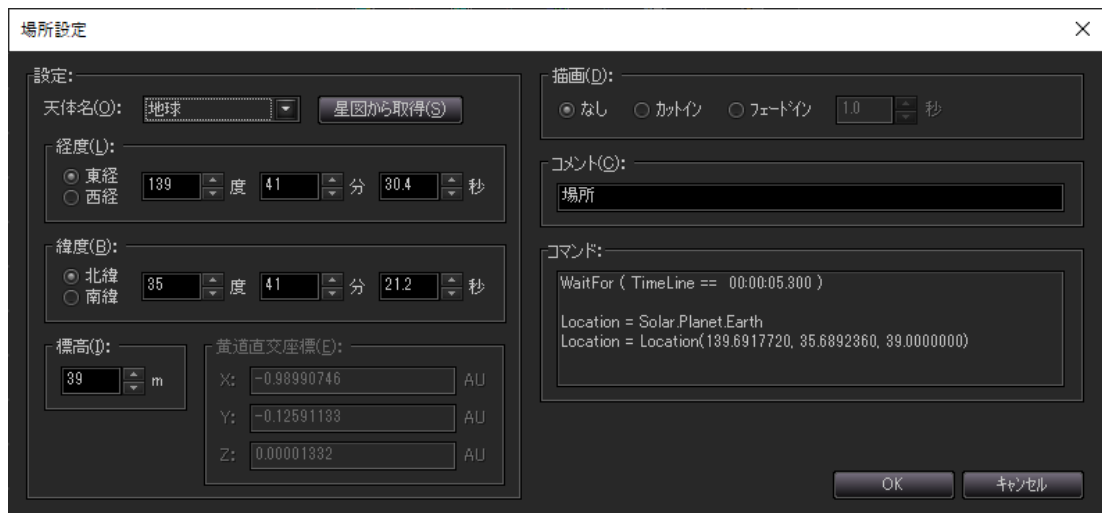 場所設定
設定:
天体名(O): 地球 星図から取得(S)
経度(L):
東経
西経
139 度 41 分 30.4 秒
緯度(B):
北緯
南緯
35 度 41 分 21.2 秒
標高(I):
39 m
黄道直交座標(E):
X: -0.98990746 AU
Y: -0.12591133 AU
Z: 0.00001332 AU
描画(D):
なし カットイン フェードイン 1.0 秒
コメント(C):
場所
コマンド:
WaitFor ( TimeLine == 00:00:05.300 )
Location = Solar.Planet.Earth
Location = Location(139.6917720, 35.6892360, 39.0000000)
OK キャンセル